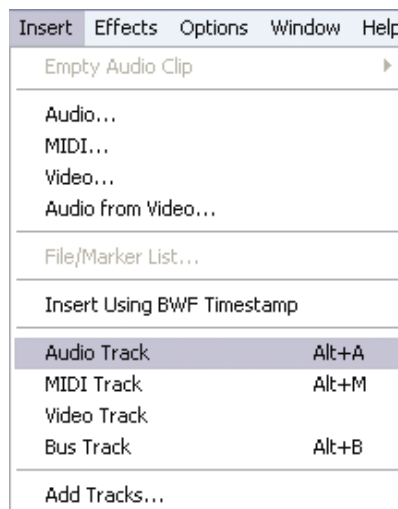 Insert Effects Options Window Help
Empty Audio Clip
Audio...
MIDI...
Video...
Audio from Video...
File/Marker List...
Insert Using BWF Timestamp
Audio Track Alt+A
MIDI Track Alt+M
Video Track
Bus Track Alt+B
Add Tracks...